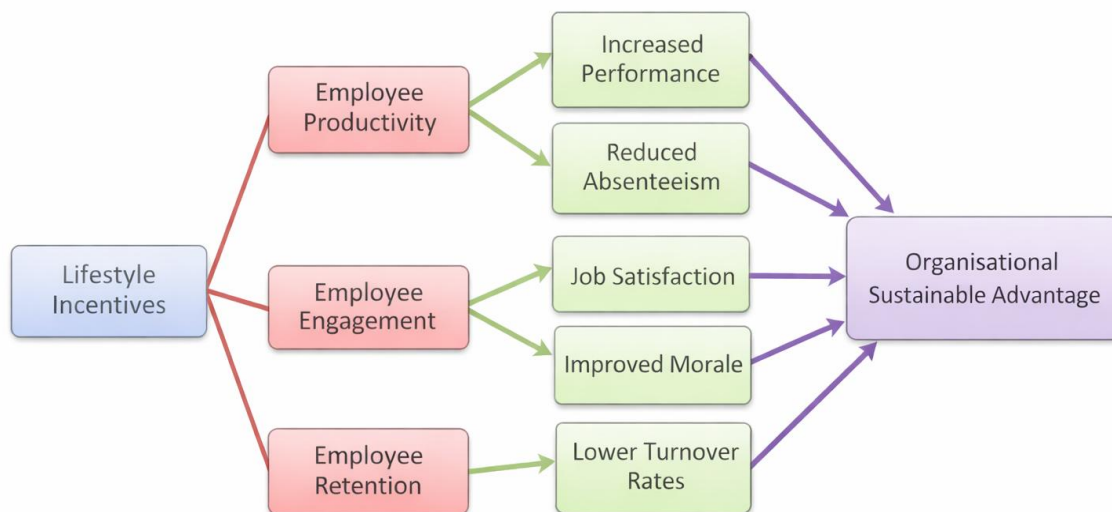 Lifestyle
Incentives
Employee
Productivity
Employee
Engagement
Employee
Retention
Increased
Performance
Reduced
Absenteeism
Job Satisfaction
Improved Morale
Lower Turnover
Rates
Organisational
Sustainable Advantage